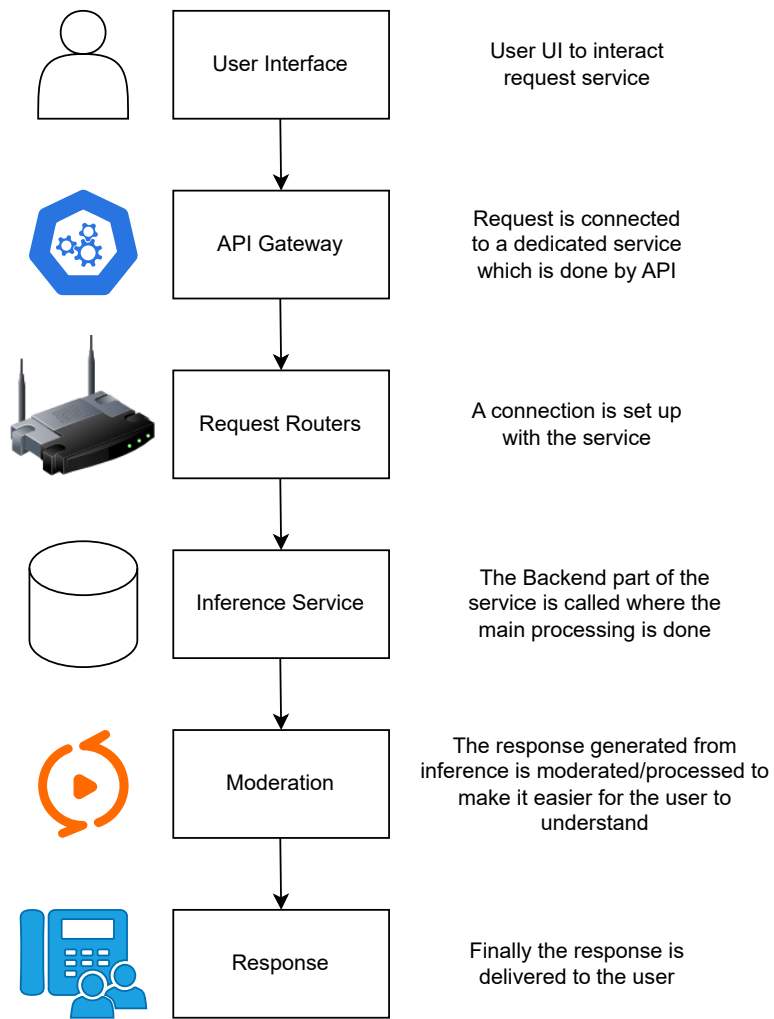 User Interface
User UI to interact
request service
API Gateway
Request is connected
to a dedicated service
which is done by API
Request Routers
A connection is set up
with the service
Inference Service
The Backend part of the
service is called where the
main processing is done
Moderation
The response generated from
inference is moderated/processed to
make it easier for the user to
understand
Response
Finally the response is
delivered to the user